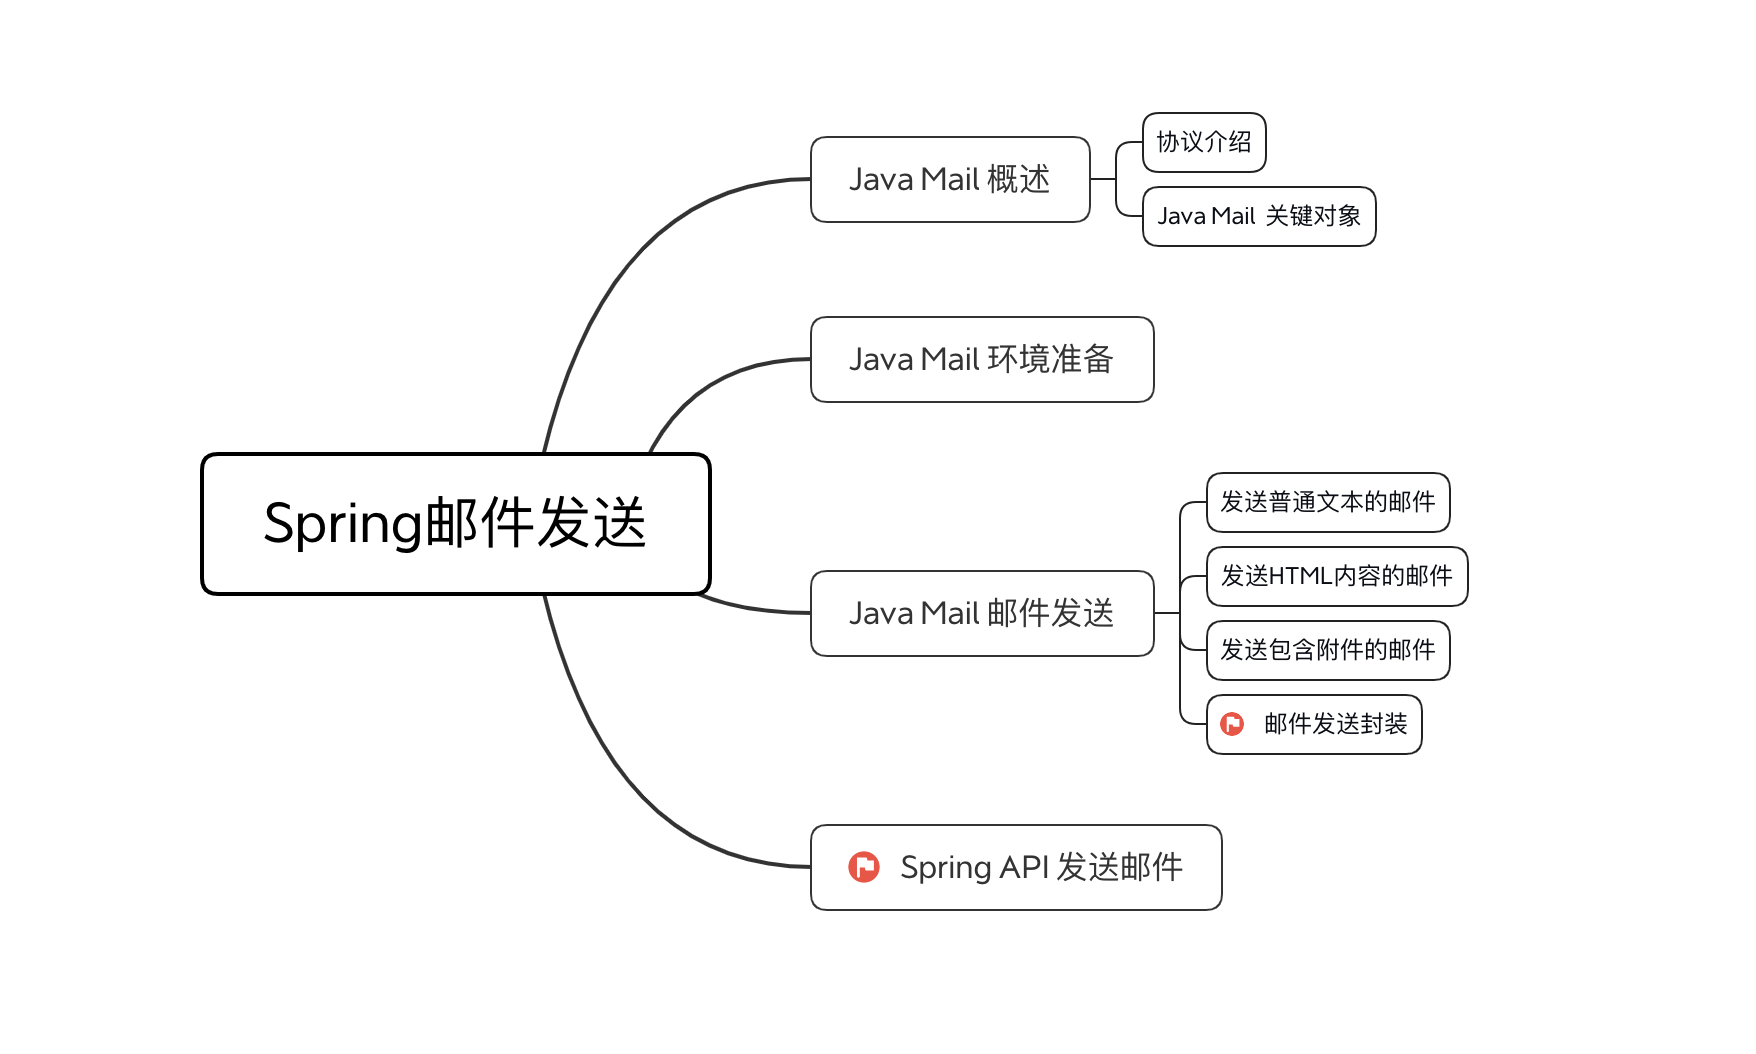 Spring邮件发送
Java Mail 概述
协议介绍
Java Mail 关键对象
Java Mail 环境准备
Java Mail 邮件发送
发送普通文本的邮件
发送HTML内容的邮件
发送包含附件的邮件
邮件发送封装
Spring API 发送邮件